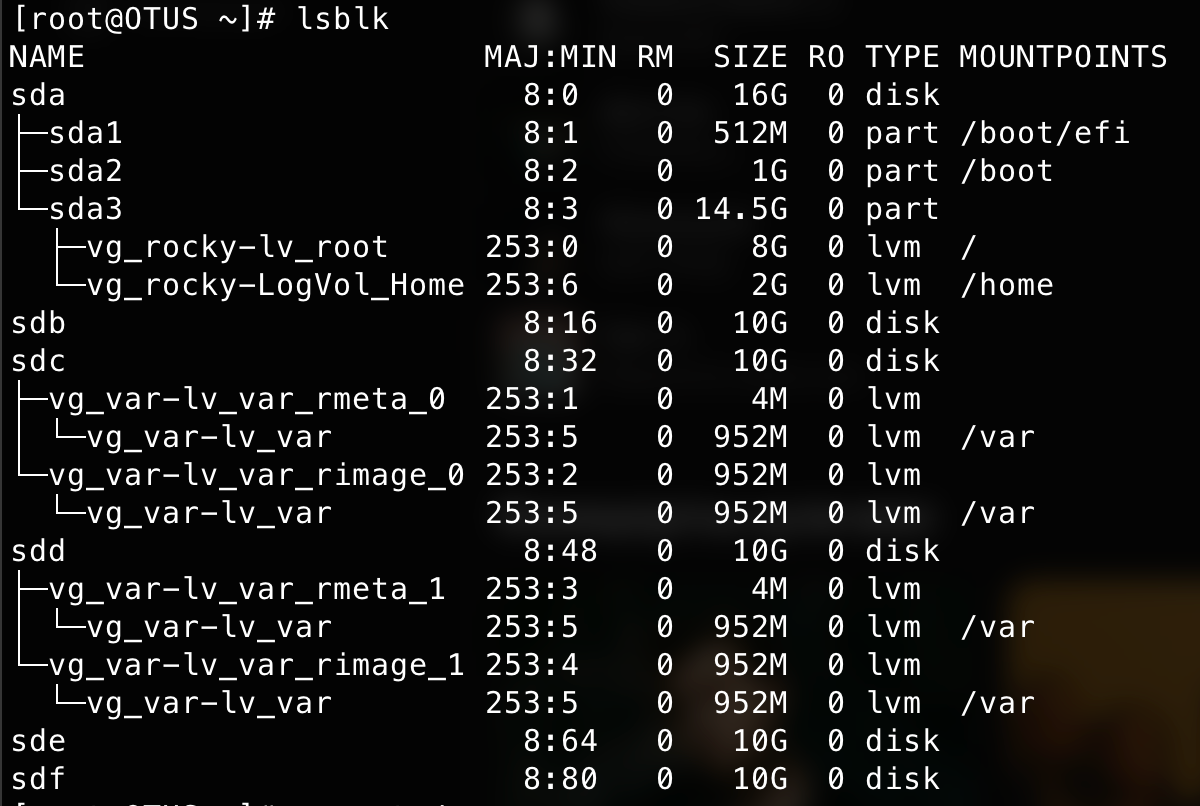 [root@OTUS ~]# lsblk
NAME                      MAJ:MIN RM  SIZE RO TYPE MOUNTPOINTS
sda                         8:0    0   16G  0 disk
├─sda1                      8:1    0  512M  0 part /boot/efi
├─sda2                      8:2    0    1G  0 part /boot
└─sda3                      8:3    0 14.5G  0 part
  ├─vg_rocky-lv_root      253:0    0    8G  0 lvm  /
  └─vg_rocky-LogVol_Home  253:6    0    2G  0 lvm  /home
sdb                         8:16   0   10G  0 disk
sdc                         8:32   0   10G  0 disk
├─vg_var-lv_var_rmeta_0   253:1    0    4M  0 lvm
│ └─vg_var-lv_var         253:5    0  952M  0 lvm  /var
└─vg_var-lv_var_rimage_0  253:2    0  952M  0 lvm
  └─vg_var-lv_var         253:5    0  952M  0 lvm  /var
sdd                         8:48   0   10G  0 disk
├─vg_var-lv_var_rmeta_1   253:3    0    4M  0 lvm
│ └─vg_var-lv_var         253:5    0  952M  0 lvm  /var
└─vg_var-lv_var_rimage_1  253:4    0  952M  0 lvm
  └─vg_var-lv_var         253:5    0  952M  0 lvm  /var
sde                         8:64   0   10G  0 disk
sdf                         8:80   0   10G  0 disk